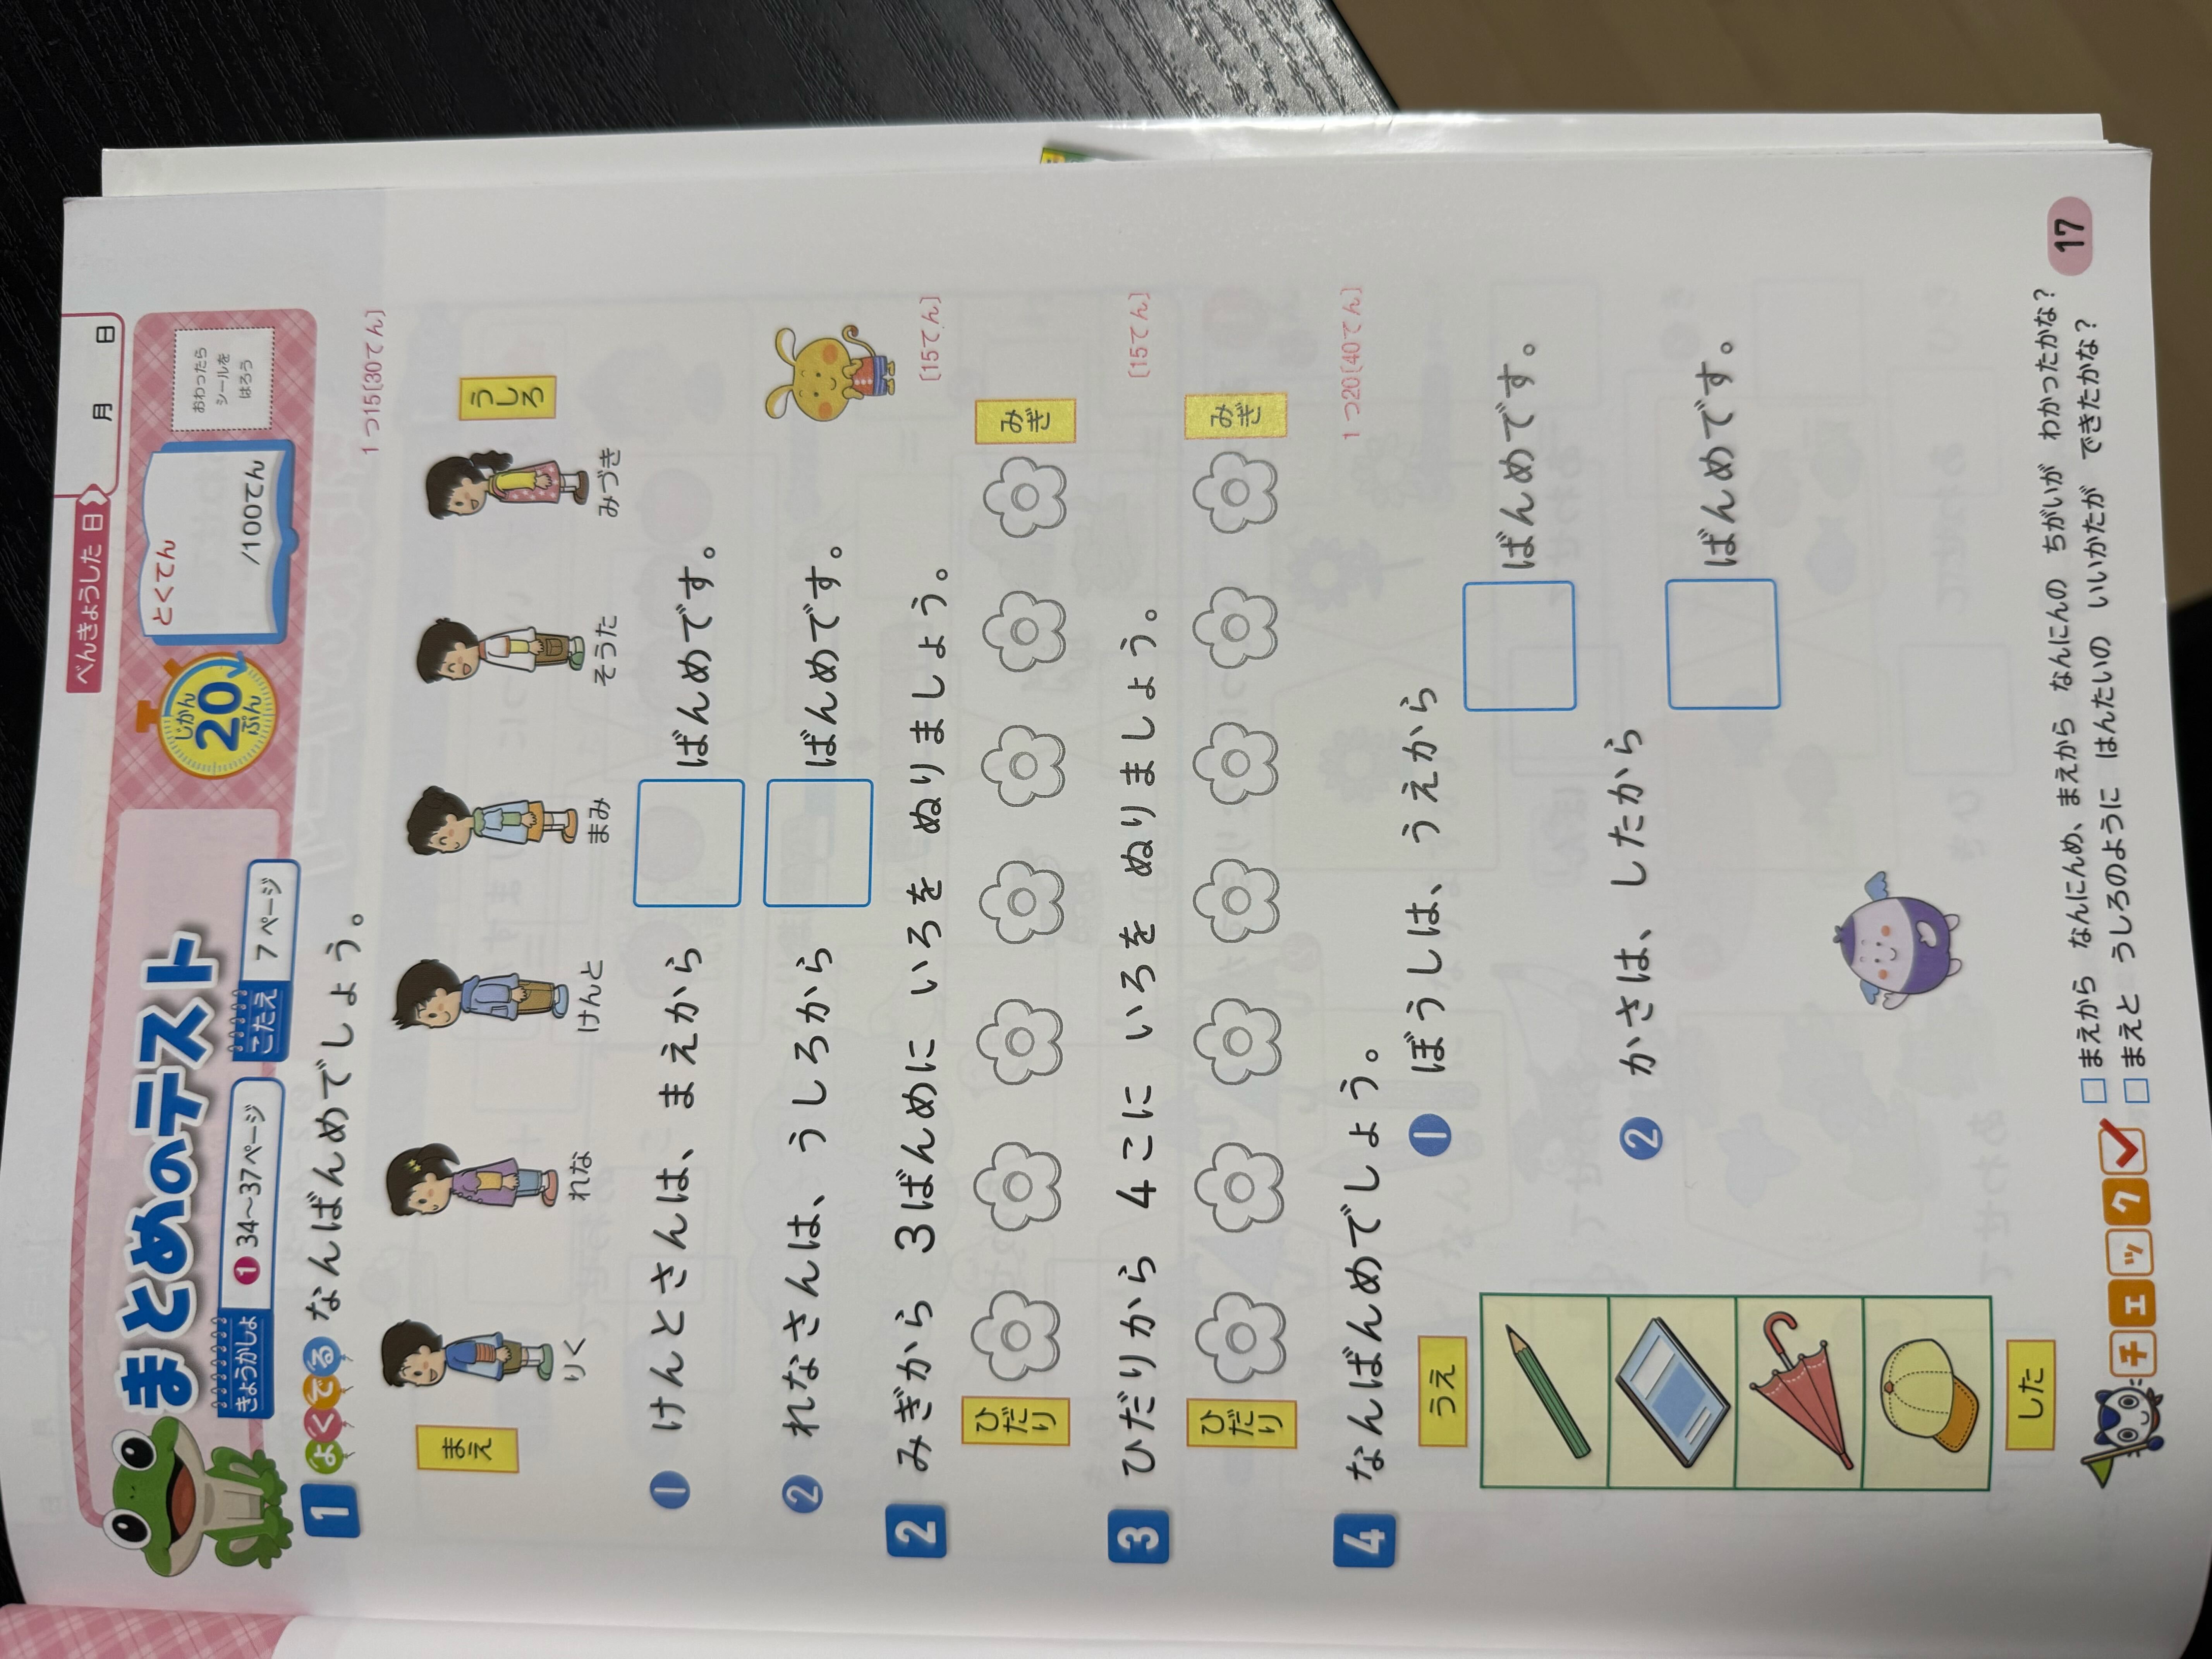 べんきょうした 日
月 日
まとめのテスト
じかん
20
ぷん
とくてん
/100てん
おわったら
シールを
はろう
きょうかしょ ❶ 34〜37ページ
こたえ 7ページ
1 よくでる なんばんめでしょう。
1つ15〔30てん〕
まえ
うしろ
りく
れな
けんと
まみ
そうた
みづき
❶ けんとさんは、まえから ばんめです。
❷ れなさんは、うしろから ばんめです。
2 みぎから 3ばんめに いろを ぬりましょう。
〔15てん〕
ひだり
みぎ
3 ひだりから 4こに いろを ぬりましょう。
〔15てん〕
ひだり
みぎ
4 なんばんめでしょう。
1つ20〔40てん〕
うえ
した
❶ ぼうしは、うえから
ばんめです。
❷ かさは、したから
ばんめです。
チェック
□まえから なんにんめ、まえから なんにんの ちがいが わかったかな?
□まえと うしろのように はんたいの いいかたが できたかな?
17